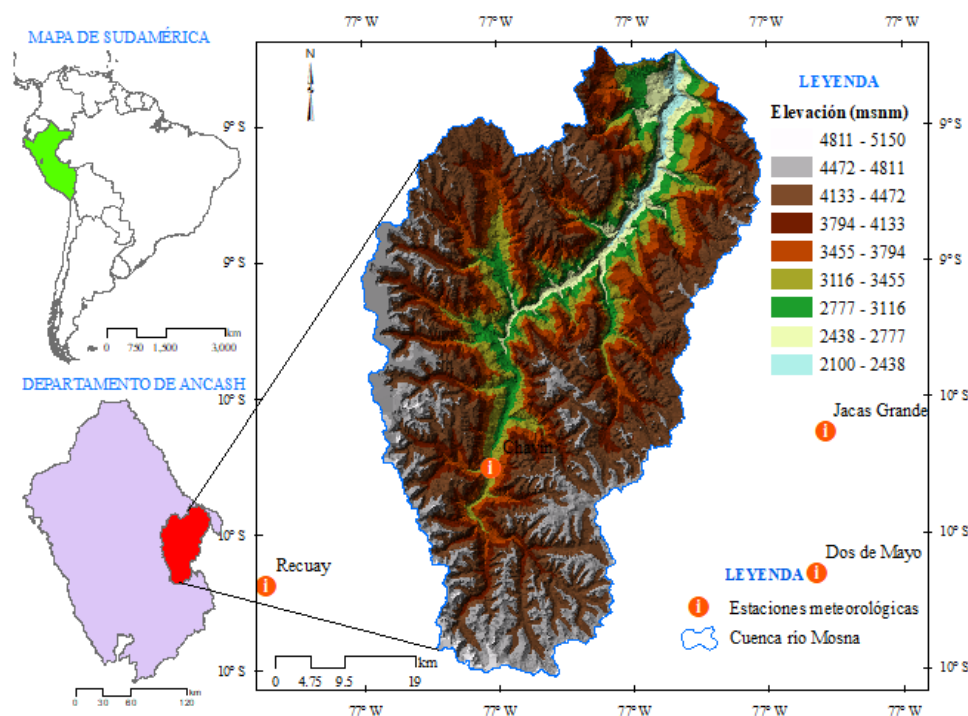 MAPA DE SUDAMÉRICA
km
0 750 1,500 3,000
DEPARTAMENTO DE ANCASH
km
0 30 60 120
77° W 77° W 77° W 77° W 77° W
N
9° S
9° S
10° S
10° S
10° S
9° S
9° S
10° S
10° S
10° S
LEYENDA
Elevación (msnm)
4811 - 5150
4472 - 4811
4133 - 4472
3794 - 4133
3455 - 3794
3116 - 3455
2777 - 3116
2438 - 2777
2100 - 2438
Jacas Grande
Chavín
Recuay
Dos de Mayo
LEYENDA
Estaciones meteorológicas
Cuenca río Mosna
km
0 4.75 9.5 19
77° W 77° W 77° W 77° W 77° W